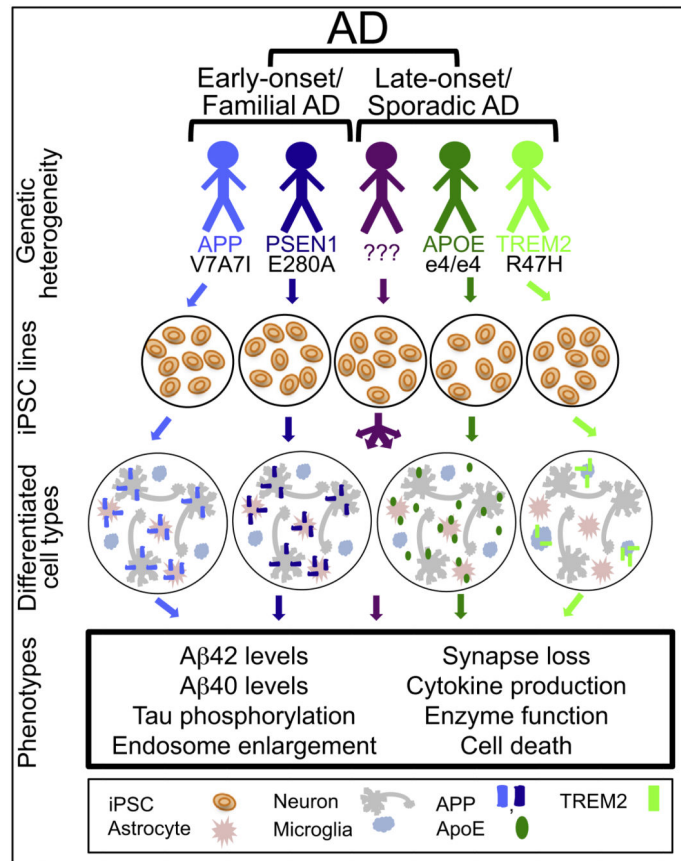 AD
Early-onset/
Familial AD
Late-onset/
Sporadic AD
Genetic
heterogeneity
APP
V7A7I
PSEN1
E280A
???
APOE
e4/e4
TREM2
R47H
iPSC lines
Differentiated
cell types
Phenotypes
Aβ42 levels
Aβ40 levels
Tau phosphorylation
Endosome enlargement
Synapse loss
Cytokine production
Enzyme function
Cell death
iPSC
Astrocyte
Neuron
Microglia
APP
,
ApoE
TREM2